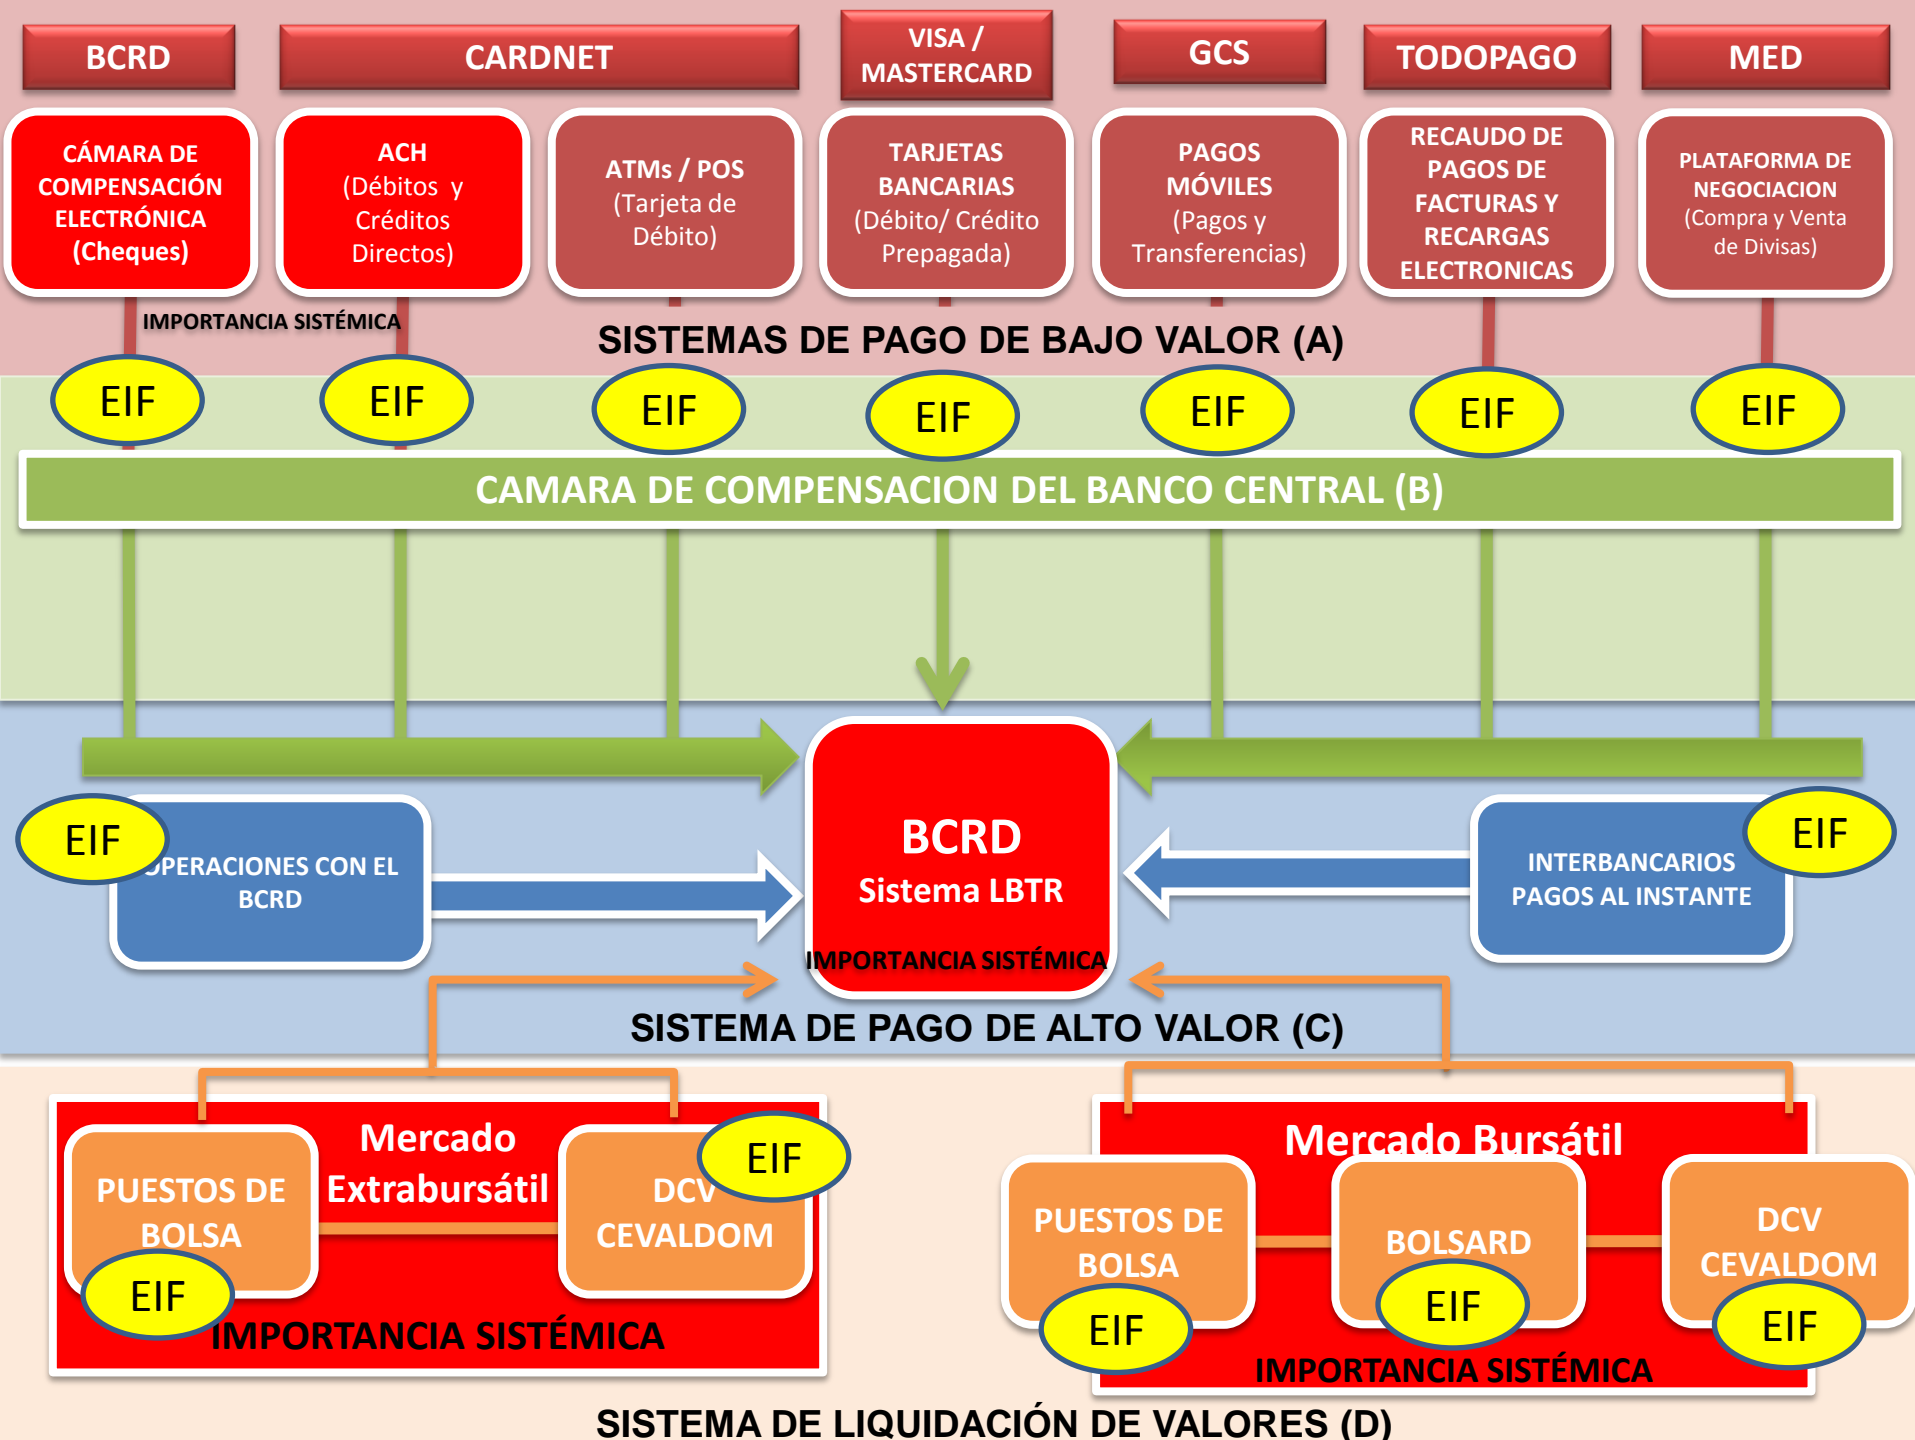 BCRD
CARDNET
VISA /
MASTERCARD
GCS
TODOPAGO
MED
CÁMARA DE
COMPENSACIÓN
ELECTRÓNICA
(Cheques)
ACH
(Débitos y
Créditos
Directos)
ATMs / POS
(Tarjeta de
Débito)
TARJETAS
BANCARIAS
(Débito/ Crédito
Prepagada)
PAGOS
MÓVILES
(Pagos y
Transferencias)
RECAUDO DE
PAGOS DE
FACTURAS Y
RECARGAS
ELECTRONICAS
PLATAFORMA DE
NEGOCIACION
(Compra y Venta
de Divisas)
IMPORTANCIA SISTÉMICA
SISTEMAS DE PAGO DE BAJO VALOR (A)
EIF
EIF
EIF
EIF
EIF
EIF
EIF
CAMARA DE COMPENSACION DEL BANCO CENTRAL (B)
EIF
OPERACIONES CON EL
BCRD
BCRD
Sistema LBTR
IMPORTANCIA SISTÉMICA
EIF
INTERBANCARIOS
PAGOS AL INSTANTE
SISTEMA DE PAGO DE ALTO VALOR (C)
Mercado
Extrabursátil
PUESTOS DE
BOLSA
EIF
DCV
CEVALDOM
EIF
IMPORTANCIA SISTÉMICA
Mercado Bursátil
PUESTOS DE
BOLSA
EIF
BOLSARD
EIF
DCV
CEVALDOM
EIF
IMPORTANCIA SISTÉMICA
SISTEMA DE LIQUIDACIÓN DE VALORES (D)